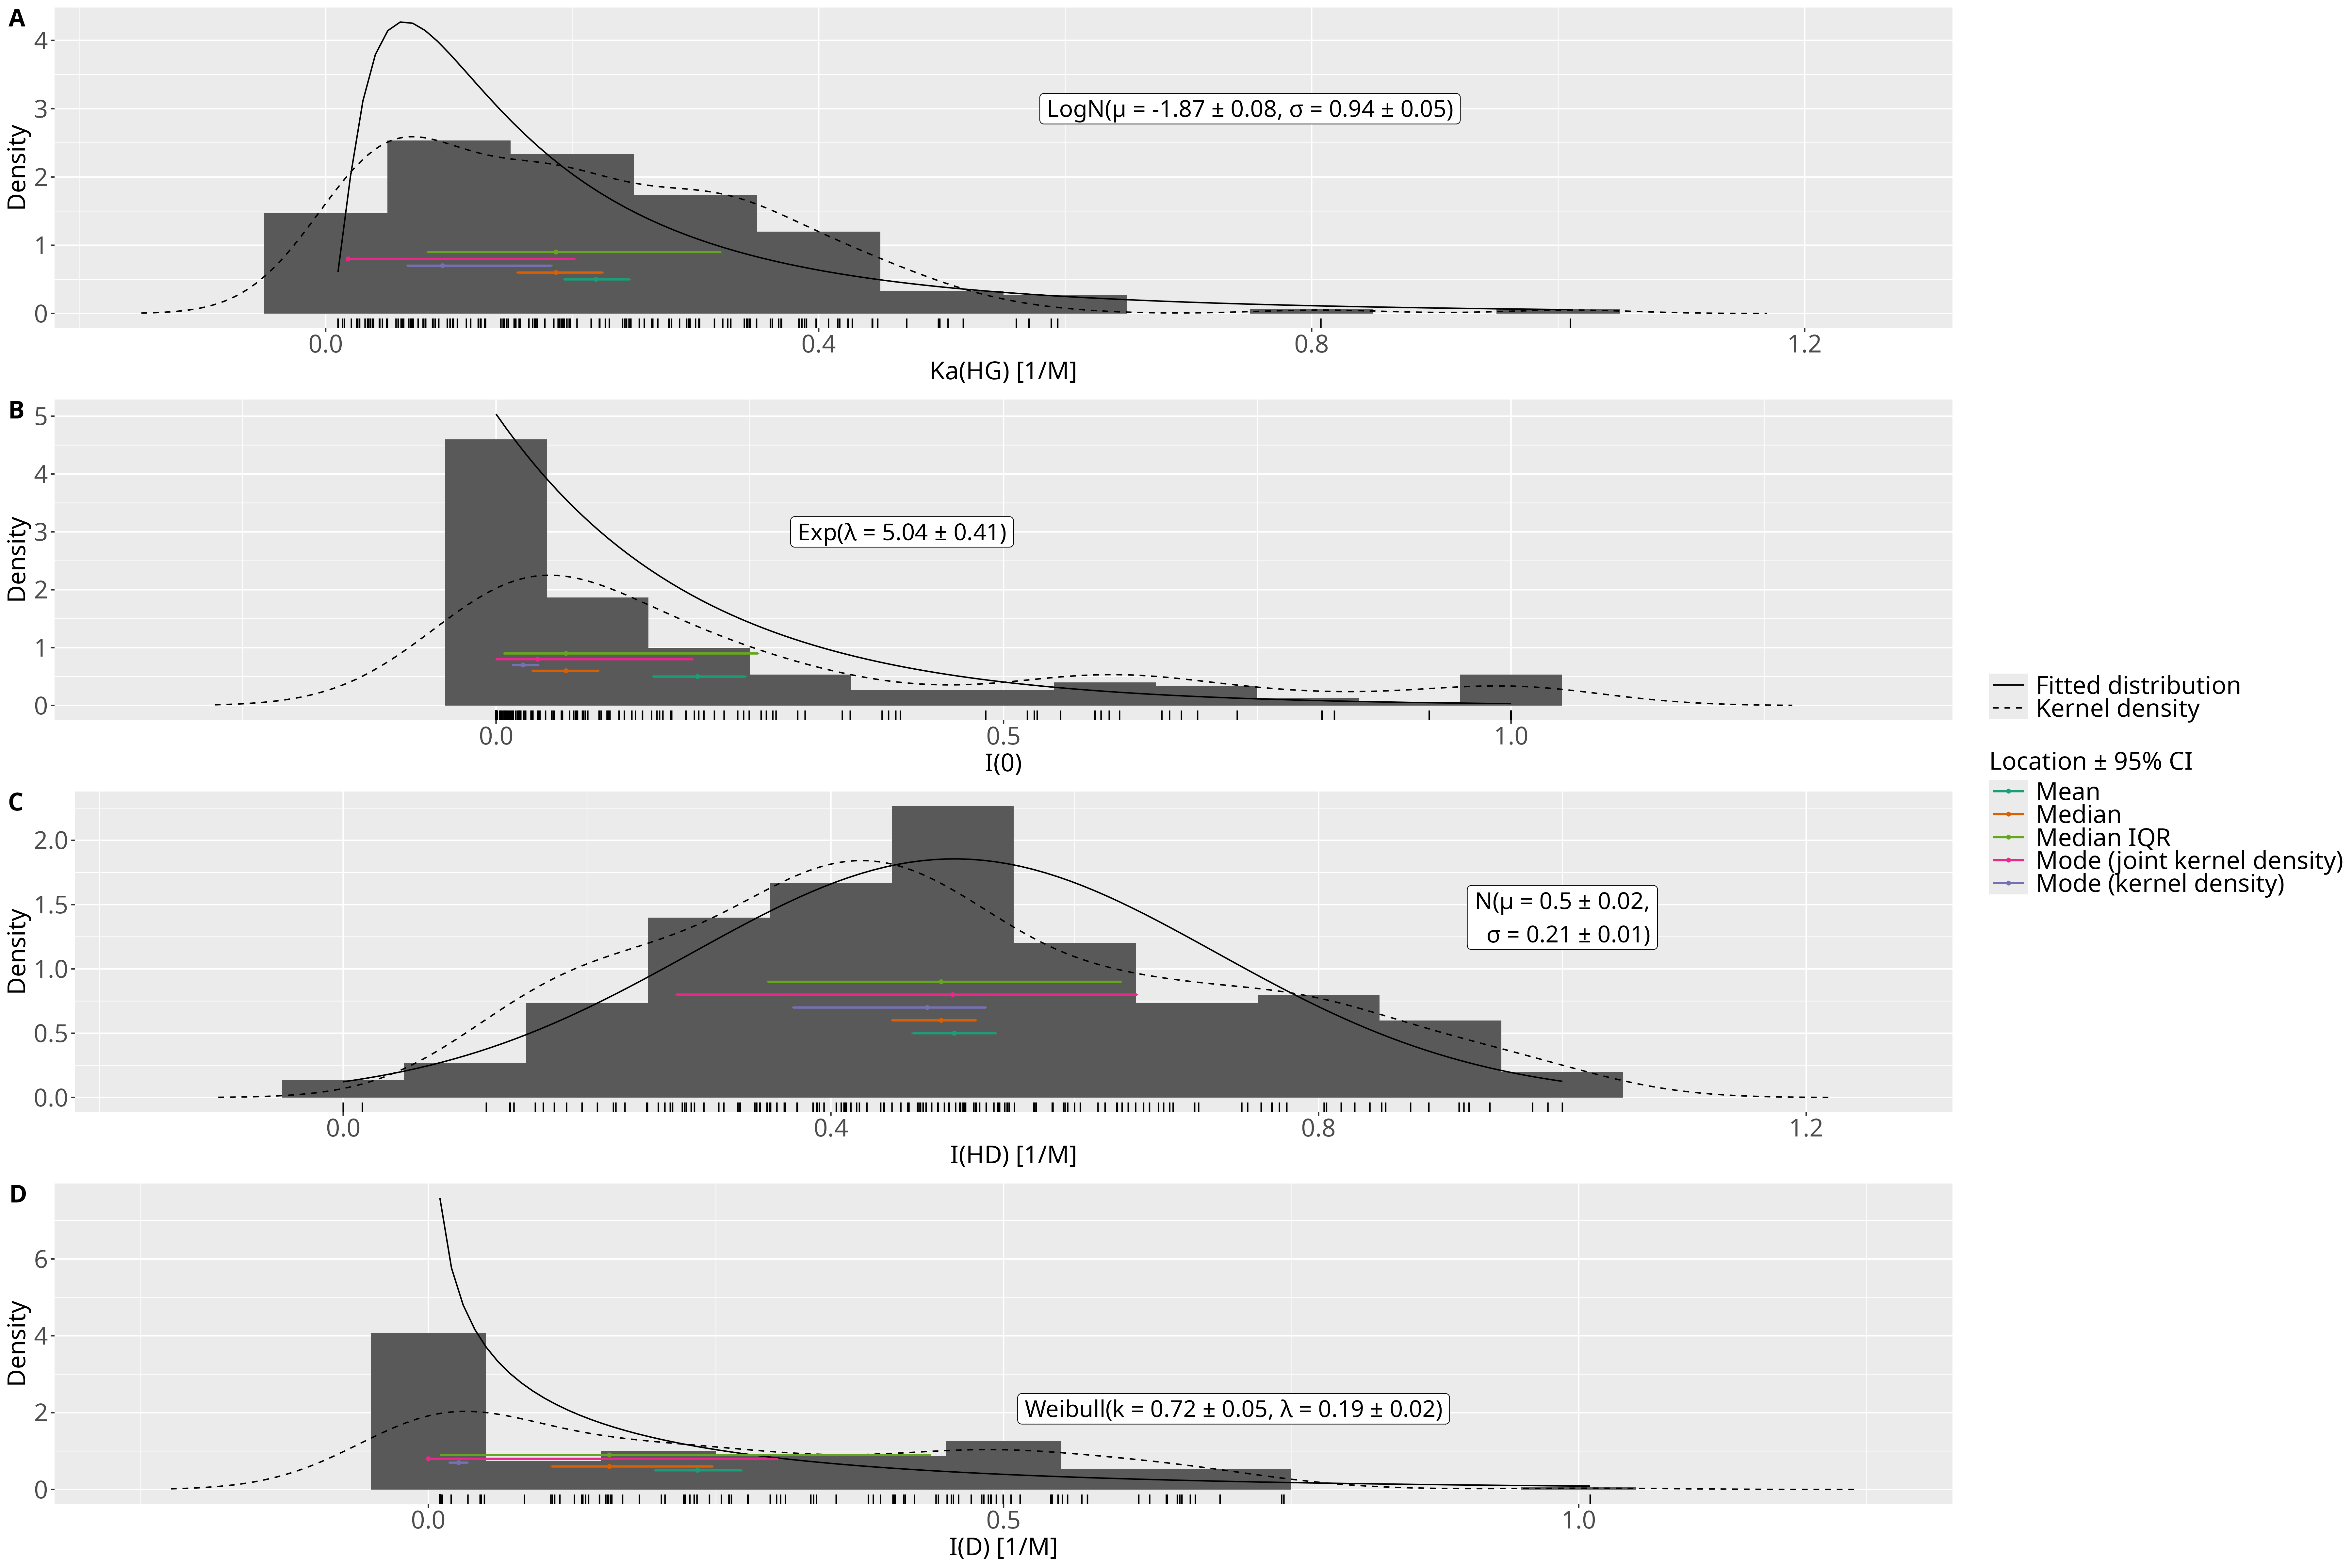 A
4
3
2
1
0
Density
LogN(μ = -1.87 ± 0.08, σ = 0.94 ± 0.05)
0.0 0.4 0.8 1.2
Ka(HG) [1/M]
B
5
4
3
2
1
0
Density
Exp(λ = 5.04 ± 0.41)
0.0 0.5 1.0
I(0)
Fitted distribution
Kernel density
Location ± 95% CI
Mean
Median
Median IQR
Mode (joint kernel density)
Mode (kernel density)
C
2.0
1.5
1.0
0.5
0.0
Density
N(μ = 0.5 ± 0.02,
σ = 0.21 ± 0.01)
0.0 0.4 0.8 1.2
I(HD) [1/M]
D
6
4
2
0
Density
Weibull(k = 0.72 ± 0.05, λ = 0.19 ± 0.02)
0.0 0.5 1.0
I(D) [1/M]